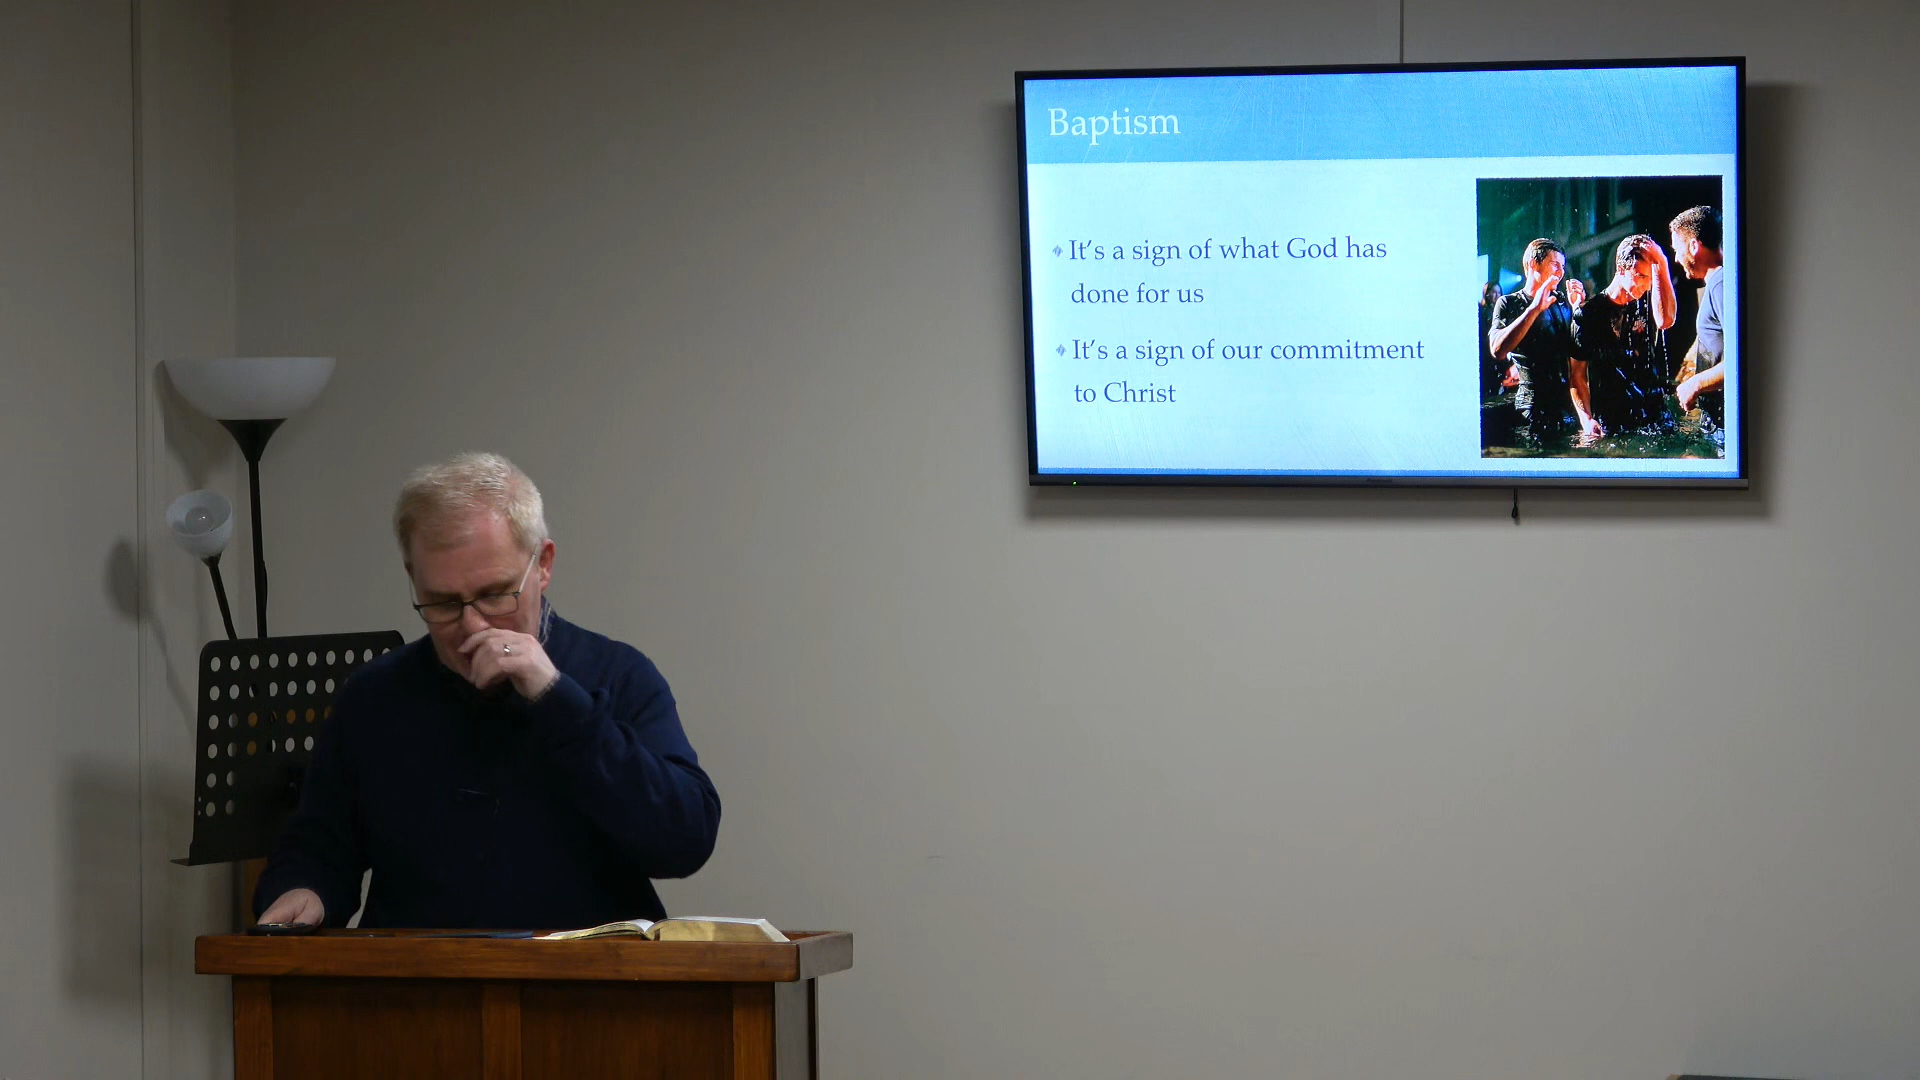 Baptism
It's a sign of what God has
done for us
It's a sign of our commitment
to Christ